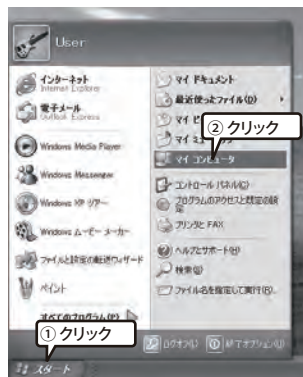 User
インターネット
Internet Explorer
電子メール
Outlook Express
Windows Media Player
Windows Messenger
Windows XP ツアー
Windows ムービー メーカー
ファイルと設定の転送ウィザード
ペイント
すべてのプログラム(P)
マイ ドキュメント
最近使ったファイル(D)
マイ ピ
② クリック
マイ ミュ
マイ コンピュータ
コントロール パネル(C)
プログラムのアクセスと既定の設定
プリンタと FAX
ヘルプとサポート(H)
検索(S)
ファイル名を指定して実行(R)...
① クリック
ログオフ(L)
終了オプション(U)
スタート